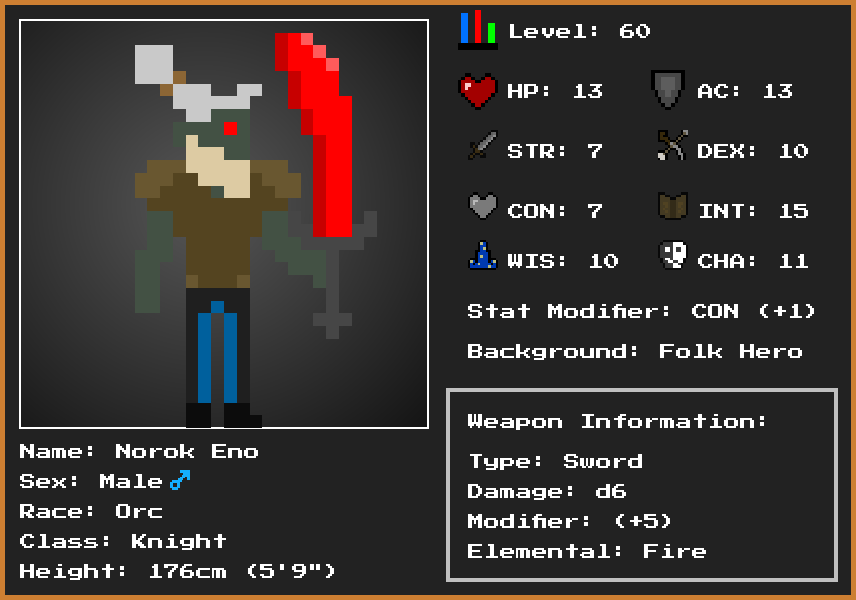 Level: 60
HP: 13
AC: 13
STR: 7
DEX: 10
CON: 7
INT: 15
WIS: 10
CHA: 11
Stat Modifier: CON (+1)
Background: Folk Hero
Weapon Information:
Type: Sword
Damage: d6
Modifier: (+5)
Elemental: Fire
Name: Norok Eno
Sex: Male ♂
Race: Orc
Class: Knight
Height: 176cm (5'9")